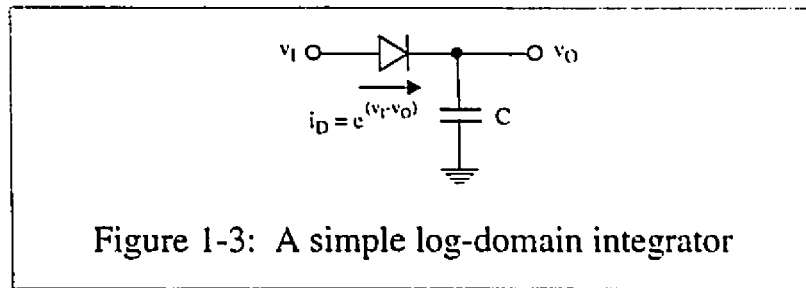 v_I v_O
i_D = e^(v_I-v_O) C
Figure 1-3: A simple log-domain integrator